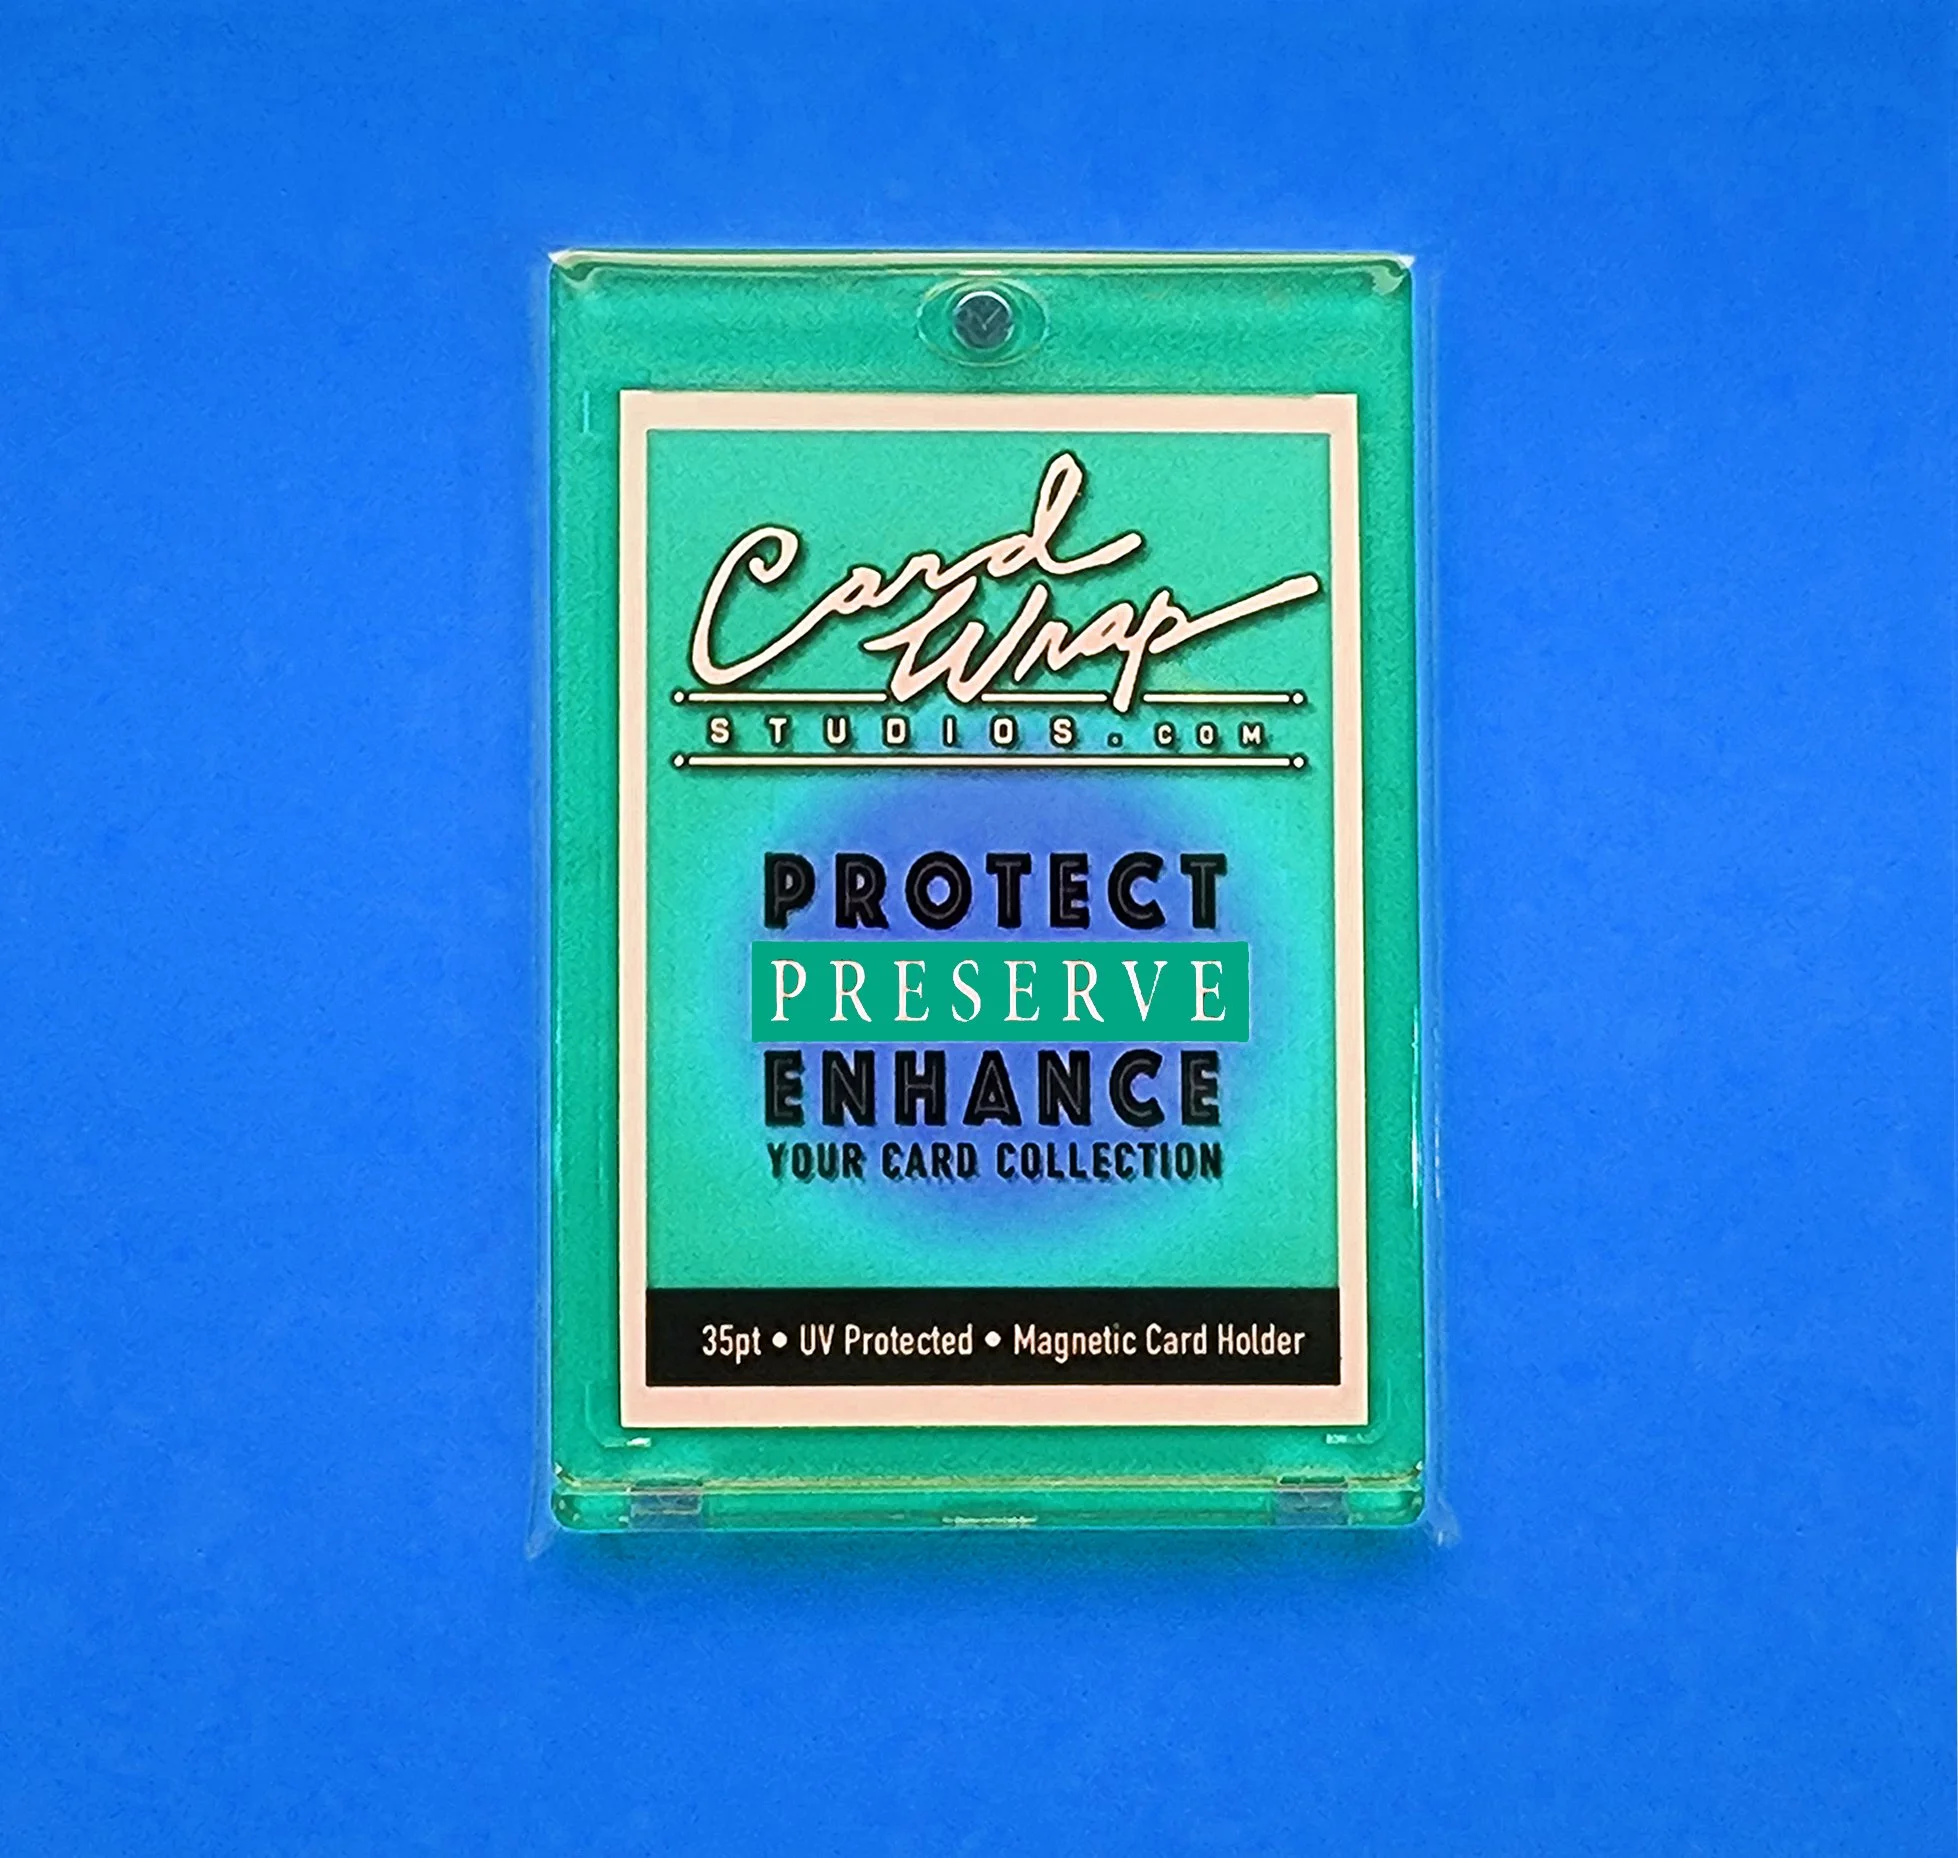 Card
Wrap
STUDIOS.COM
PROTECT
PRESERVE
ENHANCE
YOUR CARD COLLECTION
35pt • UV Protected • Magnetic Card Holder